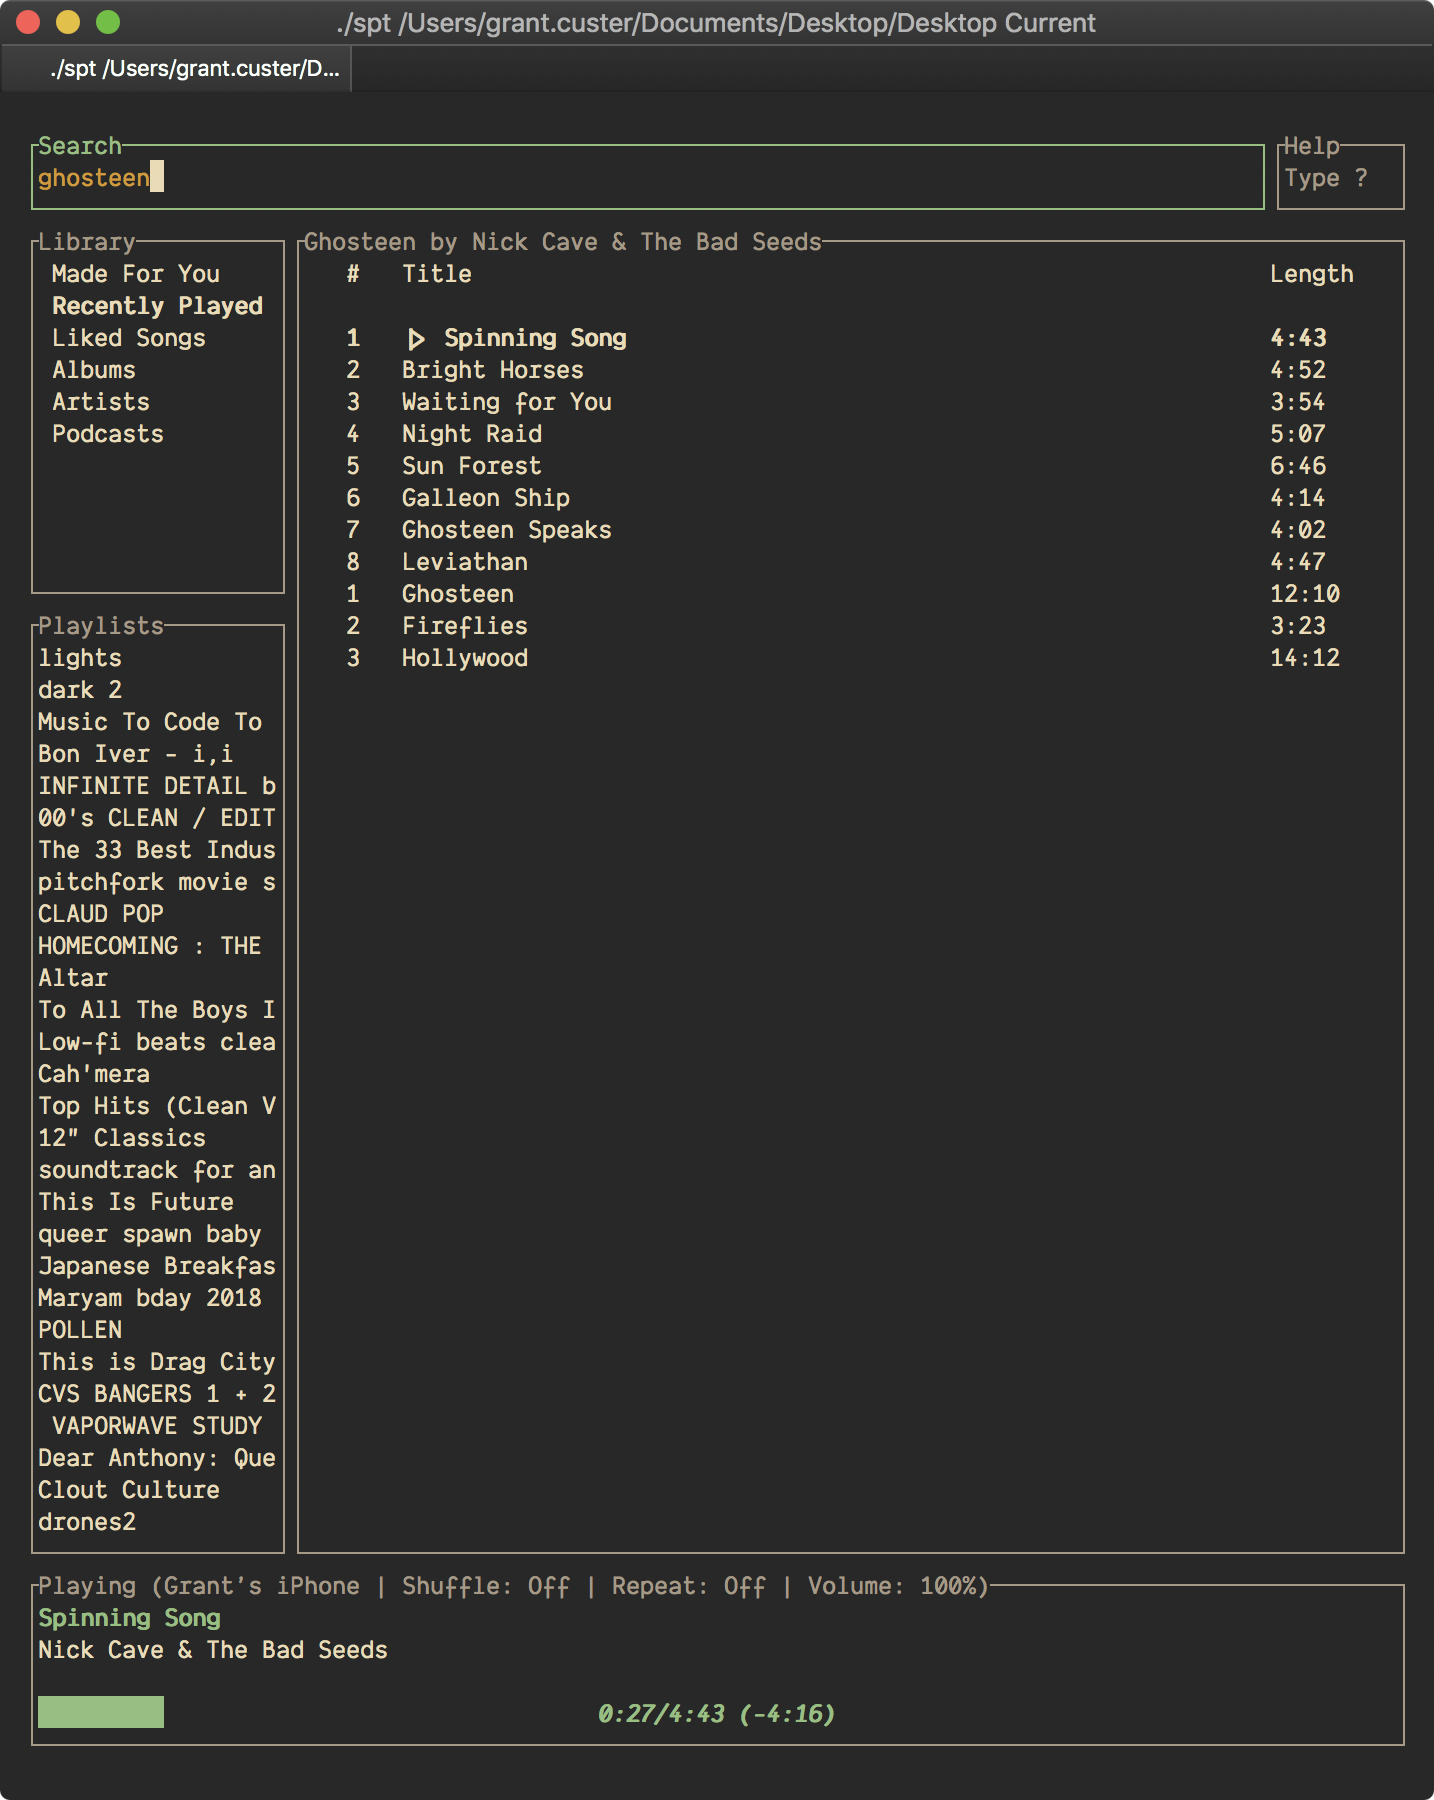 ./spt /Users/grant.custer/Documents/Desktop/Desktop Current
./spt /Users/grant.custer/D...
Search
ghosteen
Help
Type ?
Library
Made For You
Recently Played
Liked Songs
Albums
Artists
Podcasts
Playlists
lights
dark 2
Music To Code To
Bon Iver - i,i
INFINITE DETAIL b
00's CLEAN / EDIT
The 33 Best Indus
pitchfork movie s
CLAUD POP
HOMECOMING : THE
Altar
To All The Boys I
Low-fi beats clea
Cah'mera
Top Hits (Clean V
12" Classics
soundtrack for an
This Is Future
queer spawn baby
Japanese Breakfas
Maryam bday 2018
POLLEN
This is Drag City
CVS BANGERS 1 + 2
VAPORWAVE STUDY
Dear Anthony: Que
Clout Culture
drones2
Ghosteen by Nick Cave & The Bad Seeds
# Title Length
1 Spinning Song 4:43
2 Bright Horses 4:52
3 Waiting for You 3:54
4 Night Raid 5:07
5 Sun Forest 6:46
6 Galleon Ship 4:14
7 Ghosteen Speaks 4:02
8 Leviathan 4:47
1 Ghosteen 12:10
2 Fireflies 3:23
3 Hollywood 14:12
Playing (Grant's iPhone | Shuffle: Off | Repeat: Off | Volume: 100%)
Spinning Song
Nick Cave & The Bad Seeds
0:27/4:43 (-4:16)